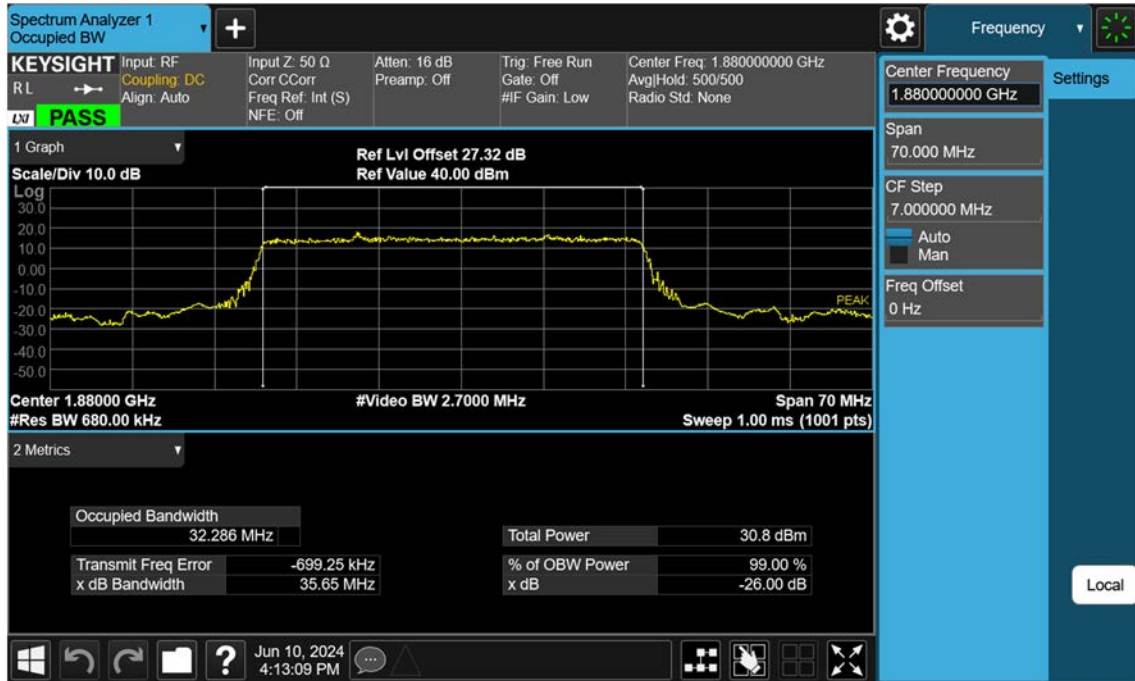 Spectrum Analyzer 1
Occupied BW
Frequency
KEYSIGHT
RL
LXI
PASS
Input: RF
Coupling: DC
Align: Auto
Input Z: 50 Ω
Corr CCorr
Freq Ref: Int (S)
NFE: Off
Atten: 16 dB
Preamp: Off
Trig: Free Run
Gate: Off
#IF Gain: Low
Center Freq: 1.880000000 GHz
Avg|Hold: 500/500
Radio Std: None
1 Graph
Scale/Div 10.0 dB
Ref Lvl Offset 27.32 dB
Ref Value 40.00 dBm
Log
30.0
20.0
10.0
0.00
-10.0
-20.0
-30.0
-40.0
-50.0
PEAK
Center 1.88000 GHz
#Video BW 2.7000 MHz
Span 70 MHz
#Res BW 680.00 kHz
Sweep 1.00 ms (1001 pts)
2 Metrics
Occupied Bandwidth
32.286 MHz
Total Power 30.8 dBm
Transmit Freq Error -699.25 kHz
% of OBW Power 99.00 %
x dB Bandwidth 35.65 MHz
x dB -26.00 dB
Center Frequency
1.880000000 GHz
Settings
Span
70.000 MHz
CF Step
7.000000 MHz
Auto
Man
Freq Offset
0 Hz
Local
?
Jun 10, 2024
4:13:09 PM